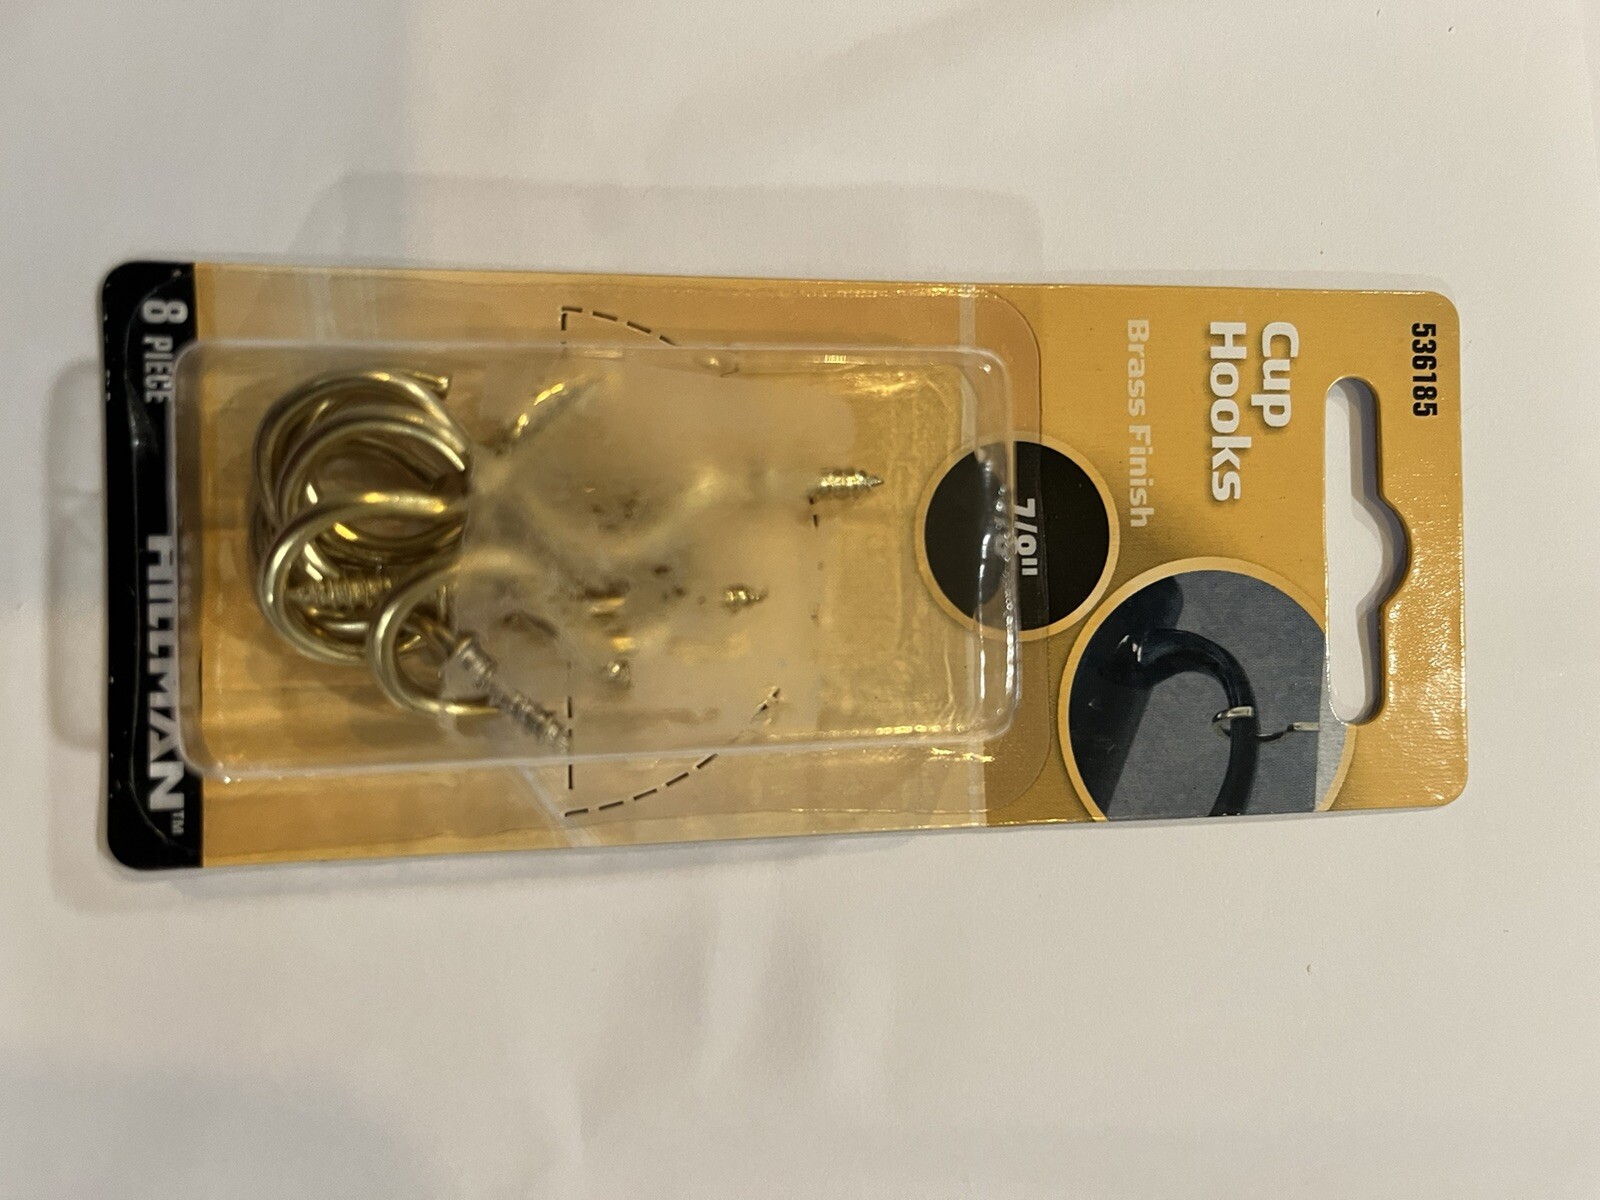 536185
Cup
Hooks
Brass Finish
7/8"
8 PIECE
HILLMAN™